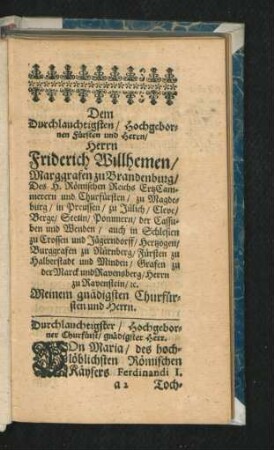 Dem
Durchlauchtigsten / Hochgebor-
nen Fürsten und Herrn /
Herrn
Friderich Willhemen /
Marggrafen zu Brandenburg /
Des H. Römischen Reichs ErzCam-
merern und Churfürsten / zu Magde-
burg / in Preussen / zu Jülich / Cleve /
Berge / Stetin / Pommern / der Cassu-
ben und Wenden / auch in Schlesien
zu Crossen und Jägerndorff / Hertzogen /
Burggrafen zu Nürnberg / Fürsten zu
Halberstadt und Minden / Grafen zu
der Marck und Ravensberg / Herrn
zu Ravenstein / ꝛc.
Meinem gnädigsten Churfür-
sten und Herrn.
Durchlauchtigster / Hochgebor-
ner Churfürst / gnädigster Herr.
VOn Maria / des hoch-
löblichsten Römischen
Käysers Ferdinandi I.
a 2 Toch-